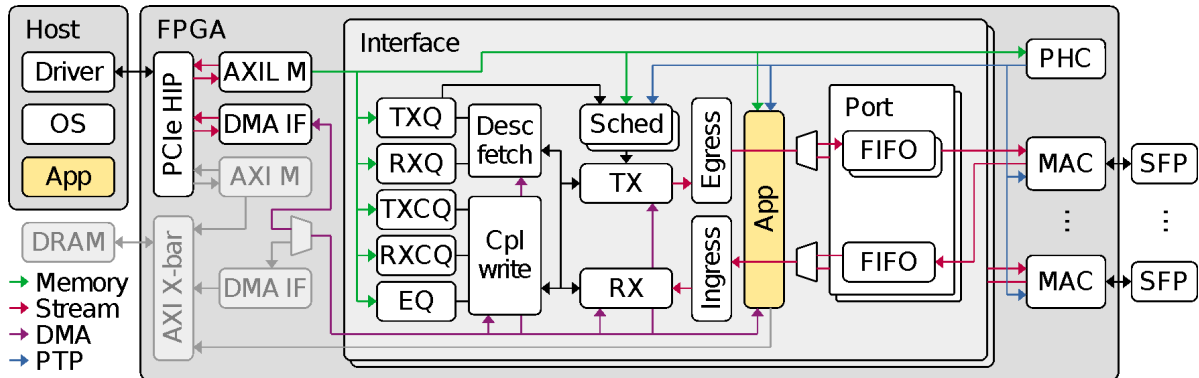 Host
Driver
OS
App
DRAM
Memory
Stream
DMA
PTP
FPGA
PCIe HIP
AXIL M
DMA IF
AXI M
AXI X-bar
DMA IF
Interface
TXQ
RXQ
TXCQ
RXCQ
EQ
Desc
fetch
Cpl
write
Sched
TX
RX
Egress
Ingress
App
Port
FIFO
FIFO
PHC
MAC
SFP
⋮
⋮
MAC
SFP